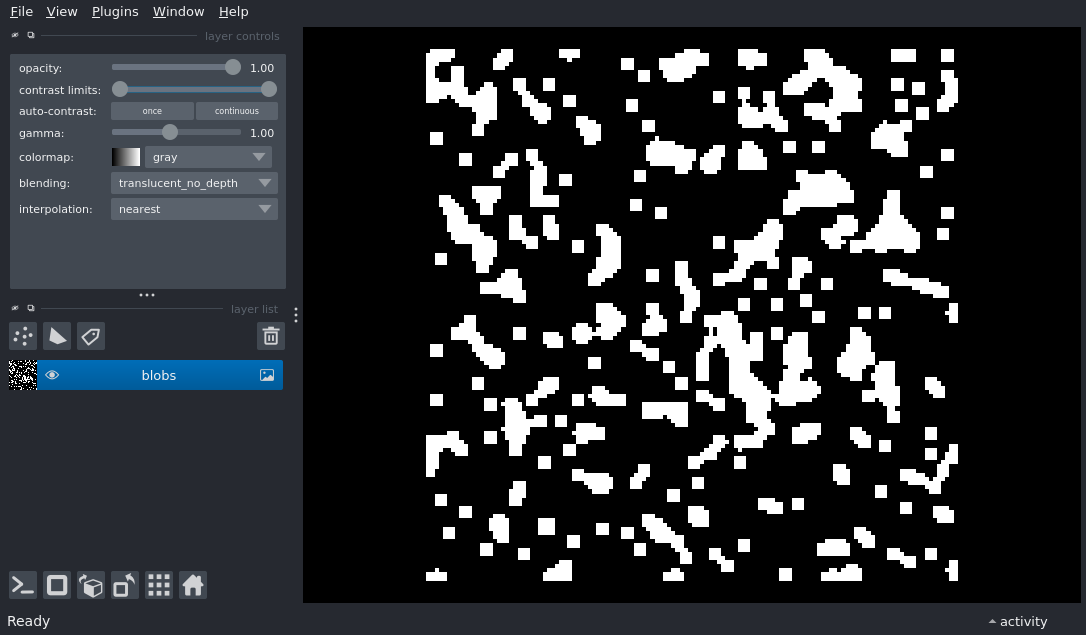 File View Plugins Window Help
layer controls
opacity: 1.00
contrast limits:
auto-contrast: once continuous
gamma: 1.00
colormap: gray
blending: translucent_no_depth
interpolation: nearest
layer list
blobs
Ready activity